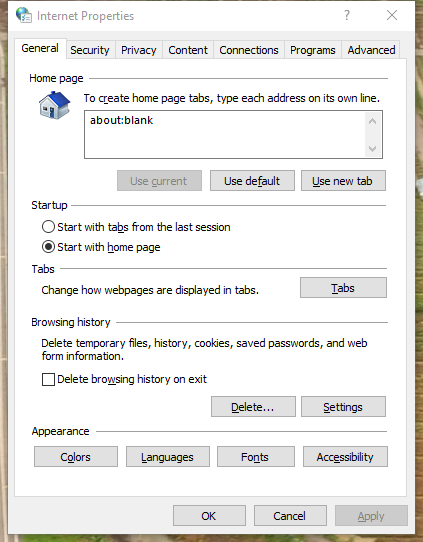 Internet Properties
General Security Privacy Content Connections Programs Advanced
Home page
To create home page tabs, type each address on its own line.
about:blank
Use current Use default Use new tab
Startup
Start with tabs from the last session
Start with home page
Tabs
Change how webpages are displayed in tabs. Tabs
Browsing history
Delete temporary files, history, cookies, saved passwords, and web
form information.
Delete browsing history on exit
Delete... Settings
Appearance
Colors Languages Fonts Accessibility
OK Cancel Apply